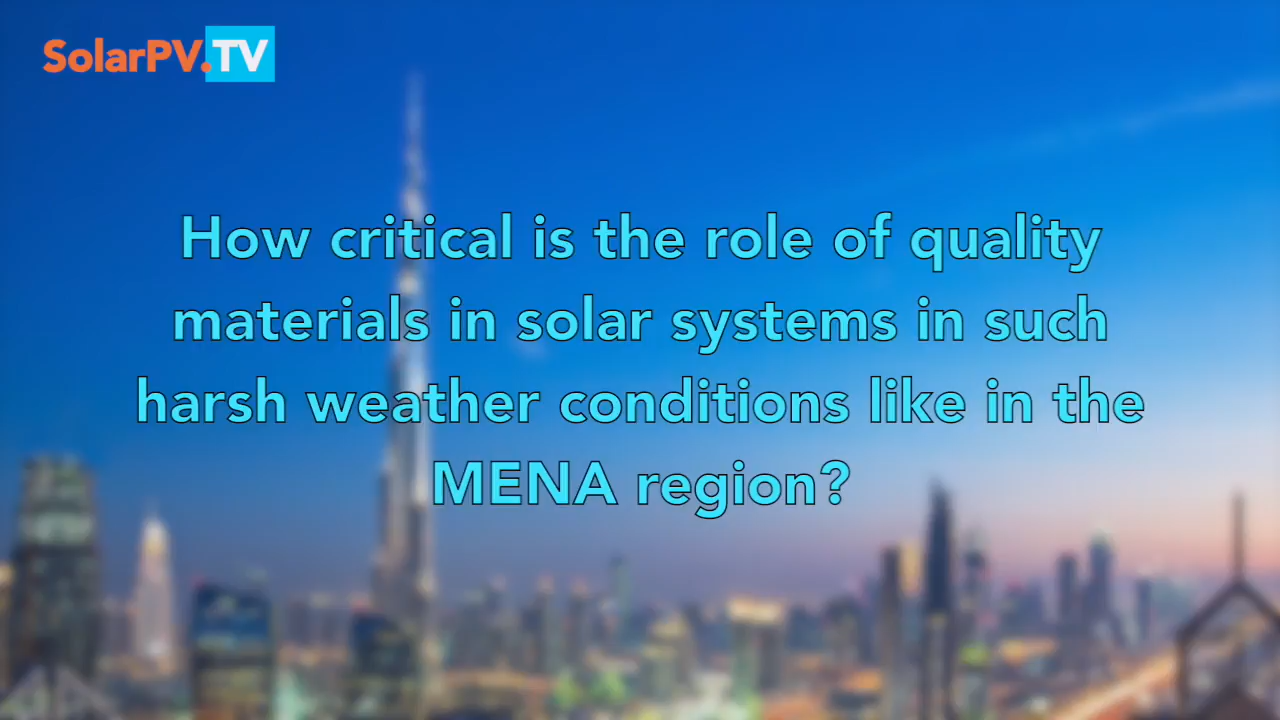 SolarPV.TV
How critical is the role of quality
materials in solar systems in such
harsh weather conditions like in the
MENA region?